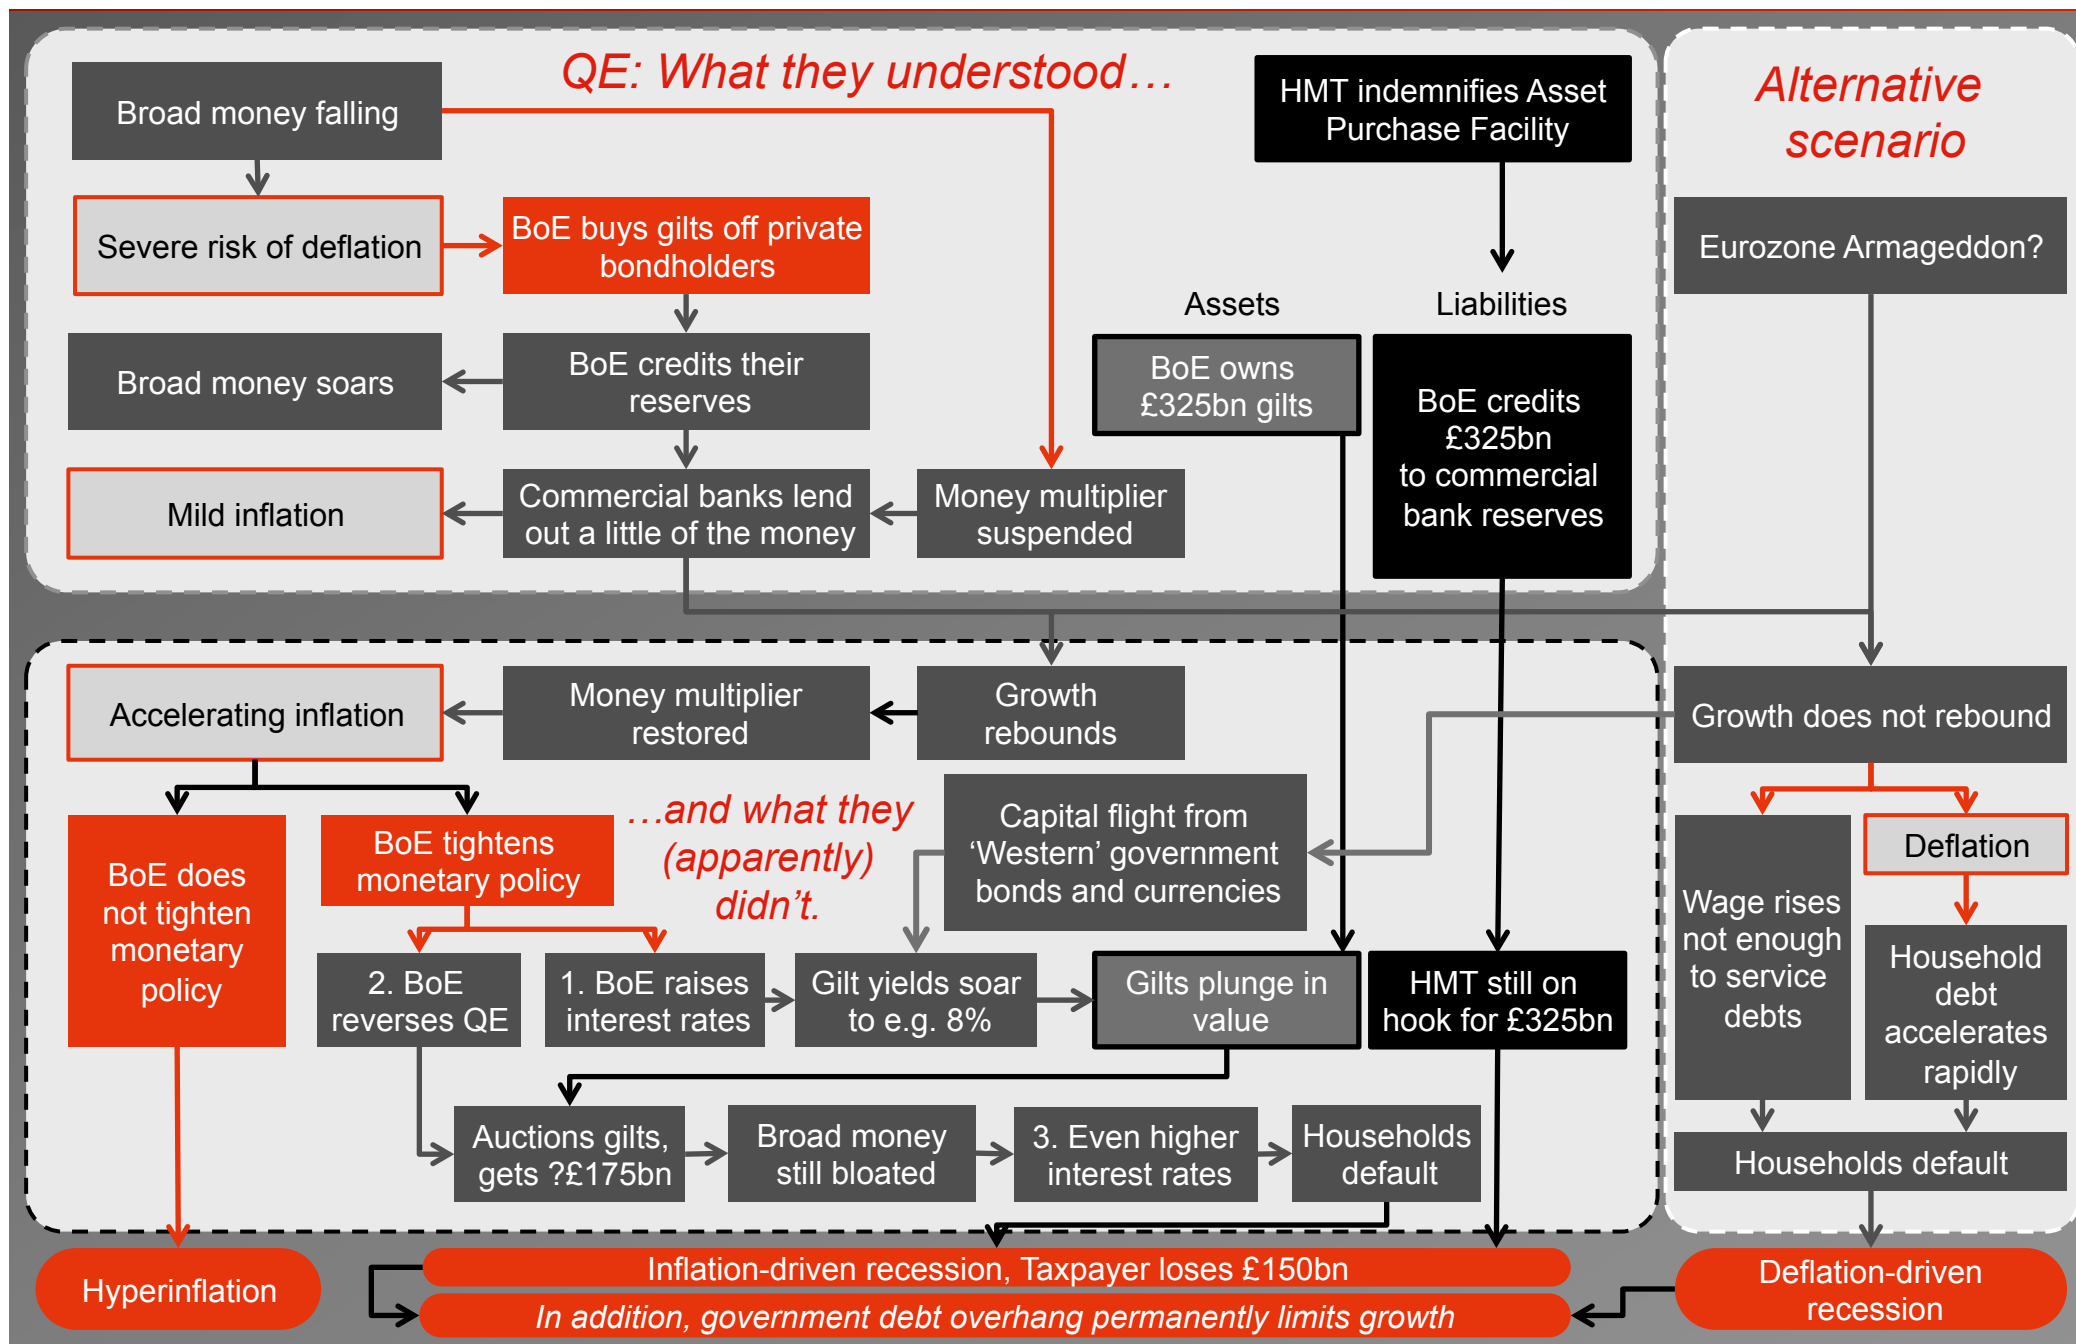 QE: What they understood…
Broad money falling
HMT indemnifies Asset
Purchase Facility
Alternative
scenario
Severe risk of deflation
BoE buys gilts off private
bondholders
Eurozone Armageddon?
Assets
Liabilities
Broad money soars
BoE credits their
reserves
BoE owns
£325bn gilts
BoE credits
£325bn
to commercial
bank reserves
Mild inflation
Commercial banks lend
out a little of the money
Money multiplier
suspended
Accelerating inflation
Money multiplier
restored
Growth
rebounds
Growth does not rebound
…and what they
(apparently)
didn’t.
BoE does
not tighten
monetary
policy
BoE tightens
monetary policy
Capital flight from
‘Western’ government
bonds and currencies
Wage rises
not enough
to service
debts
Deflation
Household
debt
accelerates
rapidly
2. BoE
reverses QE
1. BoE raises
interest rates
Gilt yields soar
to e.g. 8%
Gilts plunge in
value
HMT still on
hook for £325bn
Auctions gilts,
gets ?£175bn
Broad money
still bloated
3. Even higher
interest rates
Households
default
Households default
Hyperinflation
Inflation-driven recession, Taxpayer loses £150bn
In addition, government debt overhang permanently limits growth
Deflation-driven
recession